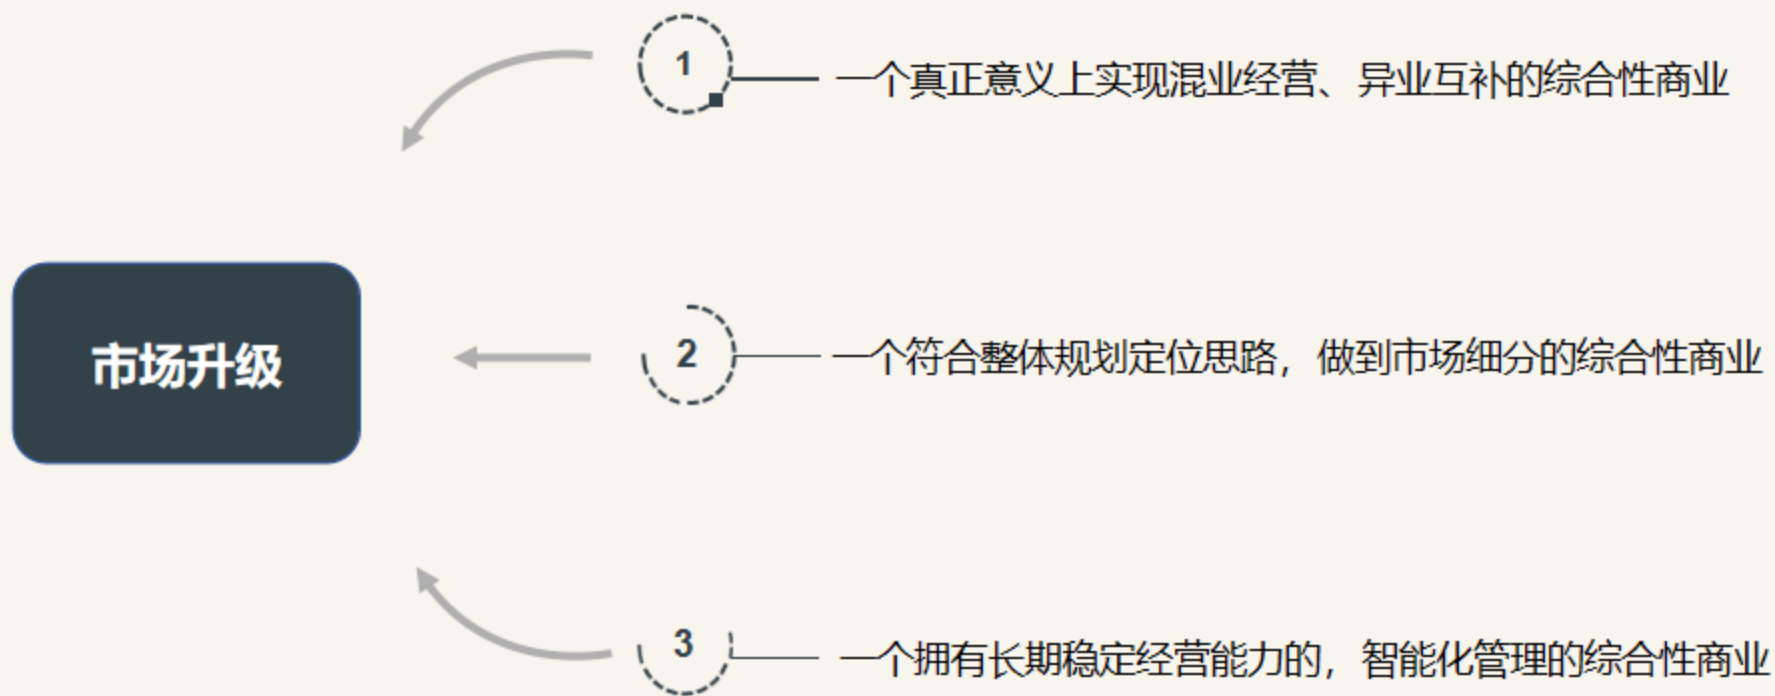 1
一个真正意义上实现混业经营、异业互补的综合性商业
市场升级
2
一个符合整体规划定位思路，做到市场细分的综合性商业
3
一个拥有长期稳定经营能力的，智能化管理的综合性商业